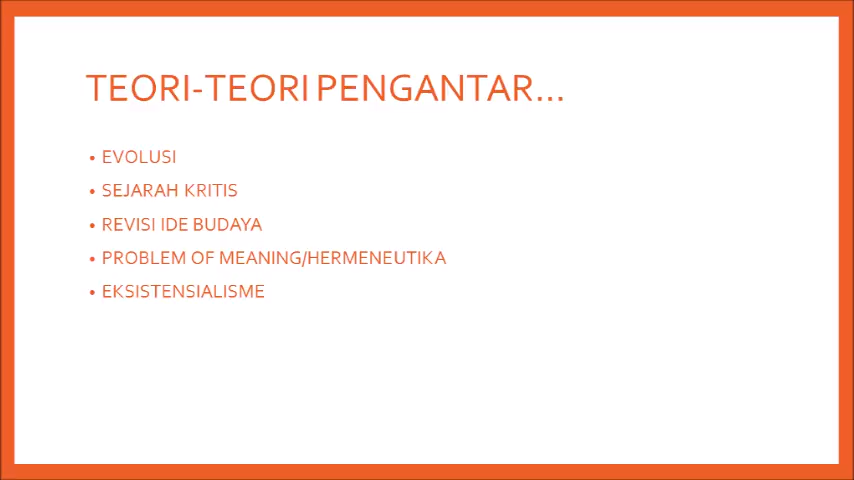 TEORI-TEORI PENGANTAR...
• EVOLUSI
• SEJARAH KRITIS
• REVISI IDE BUDAYA
• PROBLEM OF MEANING/HERMENEUTIKA
• EKSISTENSIALISME